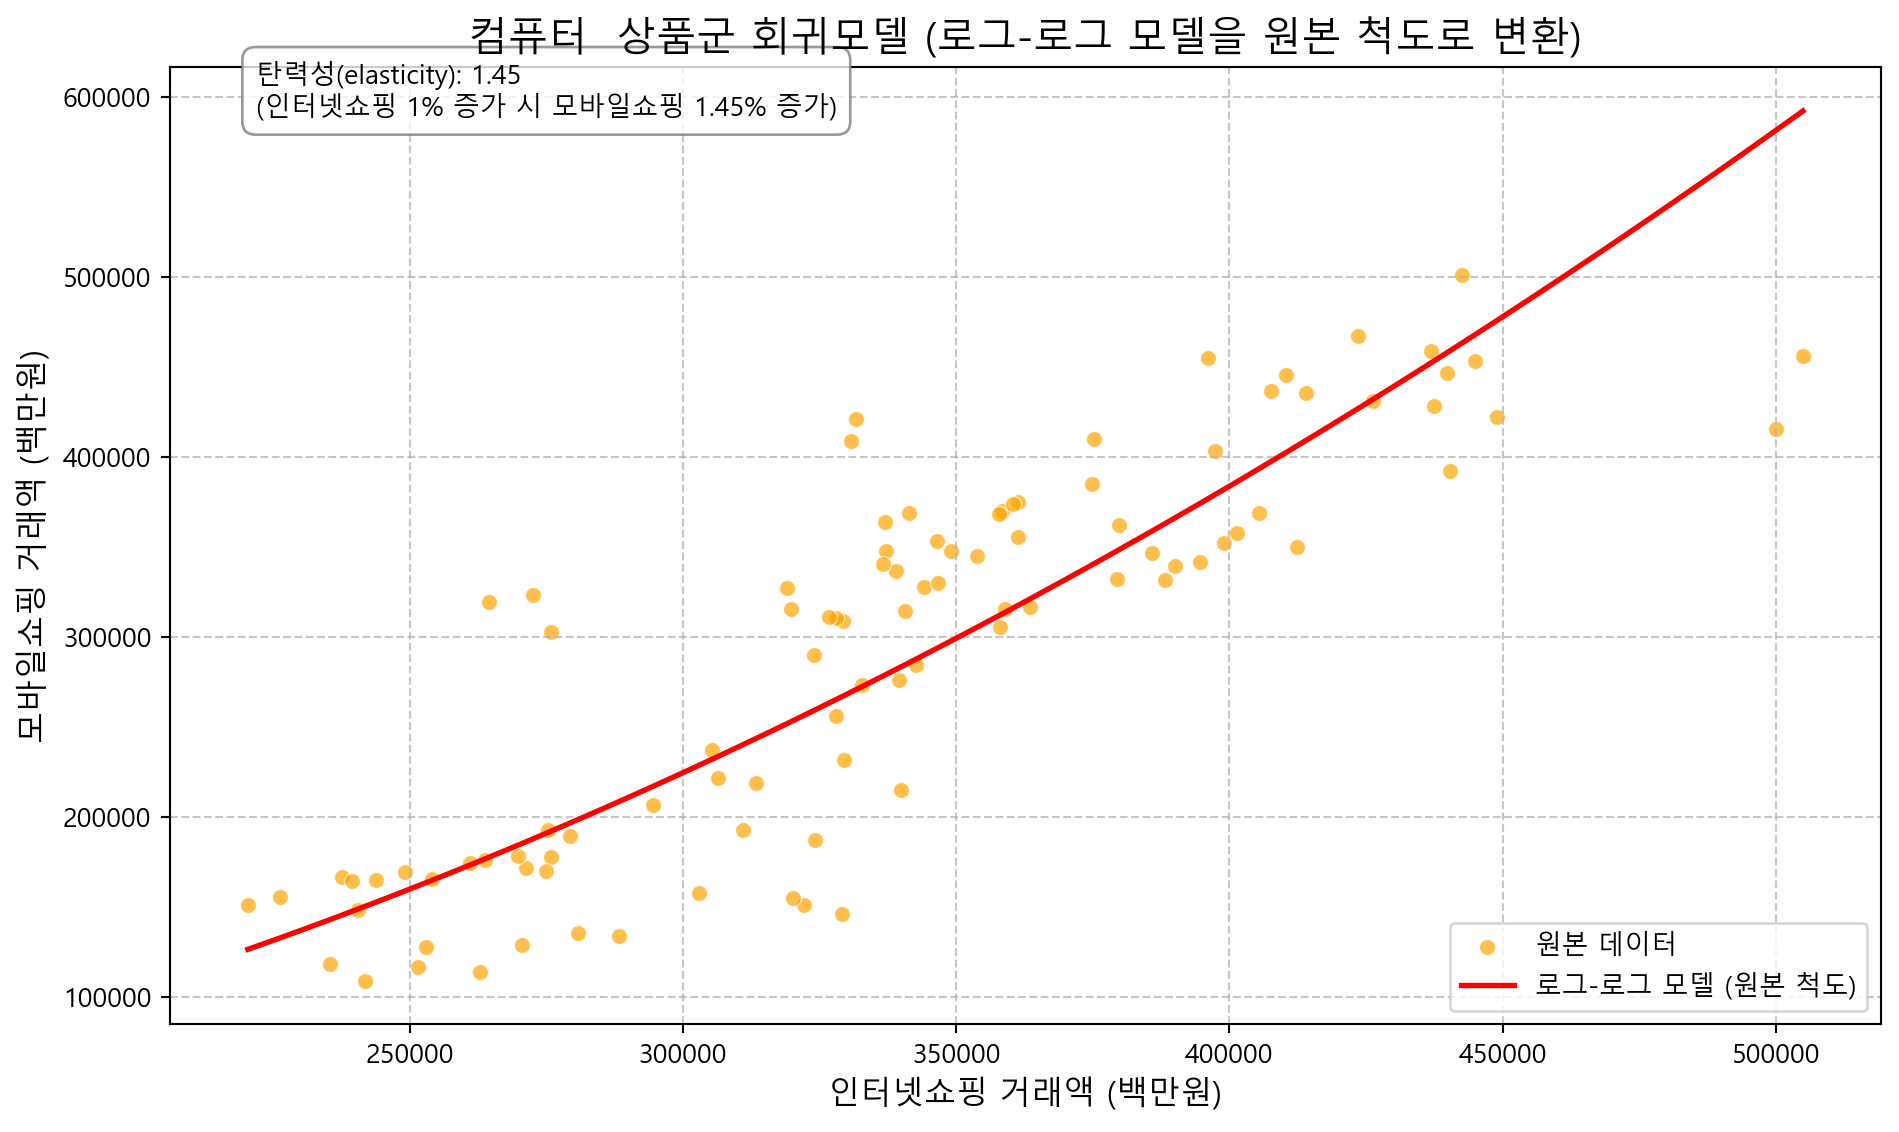 컴퓨터  상품군 회귀모델 (로그-로그 모델을 원본 척도로 변환)
탄력성(elasticity): 1.45
(인터넷쇼핑 1% 증가 시 모바일쇼핑 1.45% 증가)
모바일쇼핑 거래액 (백만원)
600000
500000
400000
300000
200000
100000
원본 데이터
로그-로그 모델 (원본 척도)
250000
300000
350000
400000
450000
500000
인터넷쇼핑 거래액 (백만원)